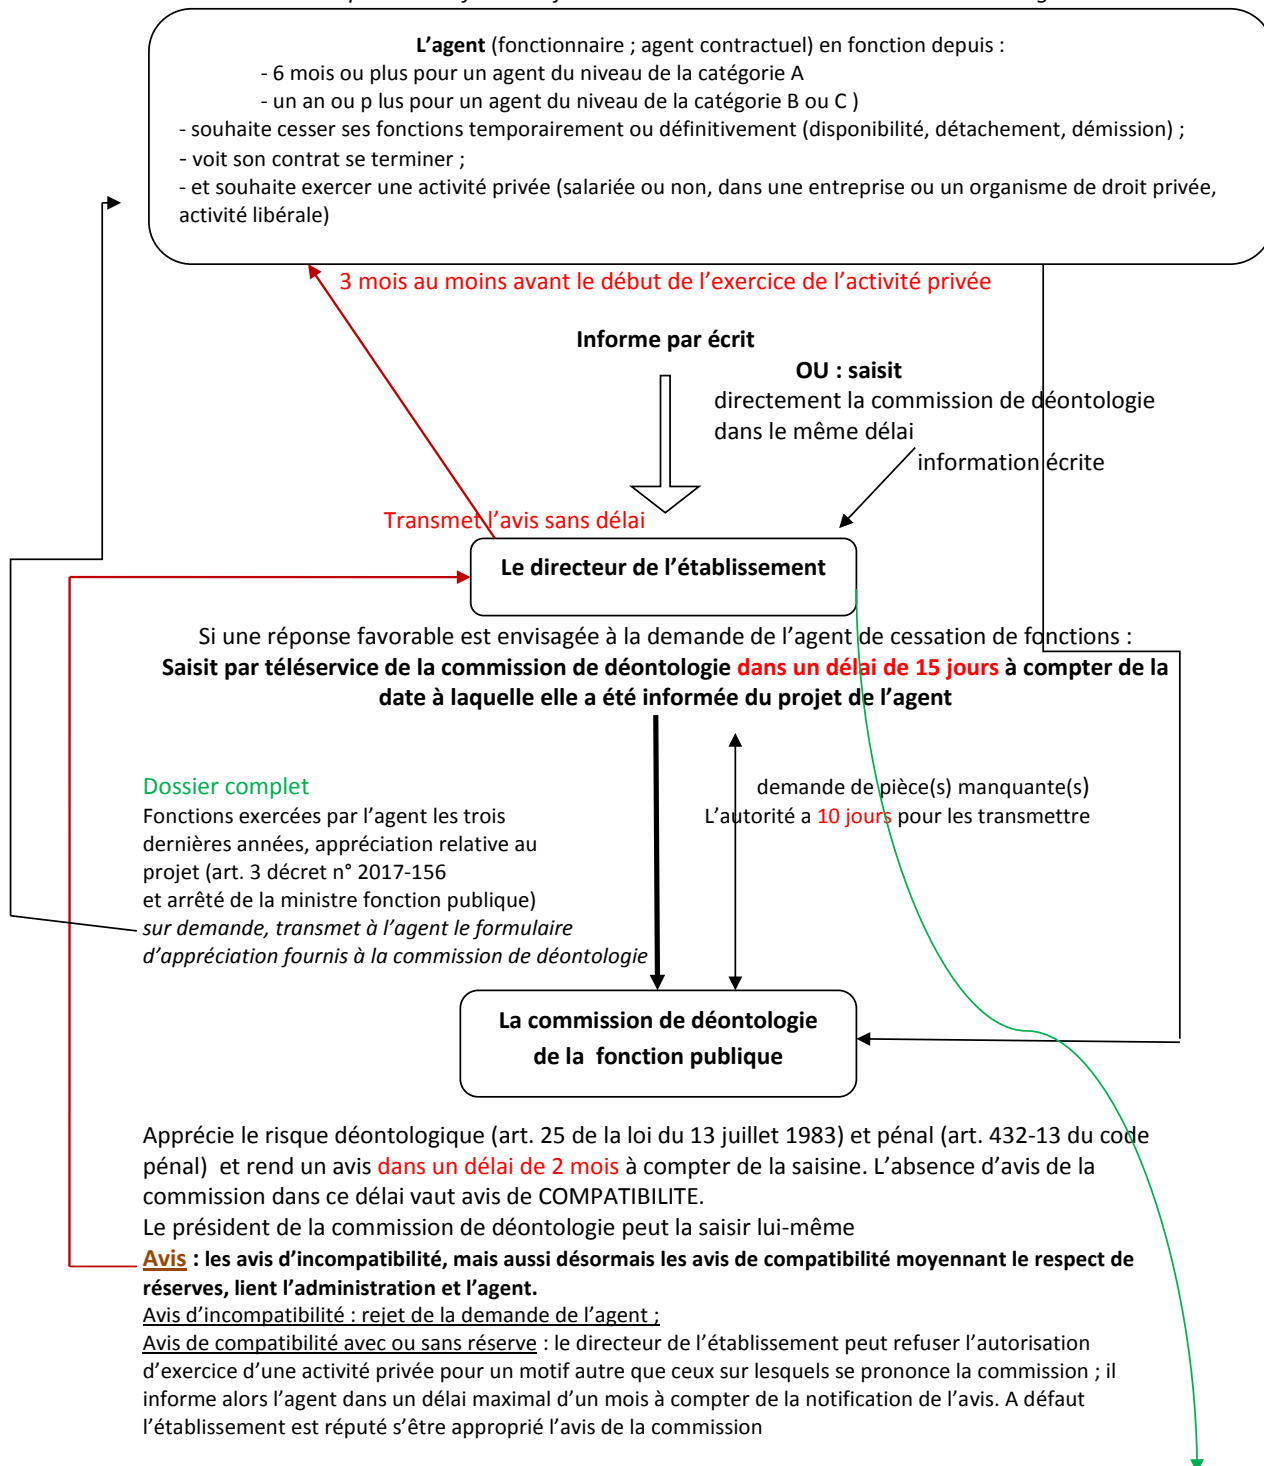 L'agent (fonctionnaire ; agent contractuel) en fonction depuis :
- 6 mois ou plus pour un agent du niveau de la catégorie A
- un an ou p lus pour un agent du niveau de la catégorie B ou C )
- souhaite cesser ses fonctions temporairement ou définitivement (disponibilité, détachement, démission) ;
- voit son contrat se terminer ;
- et souhaite exercer une activité privée (salariée ou non, dans une entreprise ou un organisme de droit privée,
activité libérale)
3 mois au moins avant le début de l'exercice de l'activité privée
Informe par écrit
OU : saisit
directement la commission de déontologie
dans le même délai
information écrite
Transmet l'avis sans délai
Le directeur de l'établissement
Si une réponse favorable est envisagée à la demande de l'agent de cessation de fonctions :
Saisit par téléservice de la commission de déontologie dans un délai de 15 jours à compter de la
date à laquelle elle a été informée du projet de l'agent
Dossier complet
Fonctions exercées par l'agent les trois
dernières années, appréciation relative au
projet (art. 3 décret n° 2017-156
et arrêté de la ministre fonction publique)
sur demande, transmet à l'agent le formulaire
d'appréciation fournis à la commission de déontologie
demande de pièce(s) manquante(s)
L'autorité a 10 jours pour les transmettre
La commission de déontologie
de la fonction publique
Apprécie le risque déontologique (art. 25 de la loi du 13 juillet 1983) et pénal (art. 432-13 du code
pénal) et rend un avis dans un délai de 2 mois à compter de la saisine. L'absence d'avis de la
commission dans ce délai vaut avis de COMPATIBILITE.
Le président de la commission de déontologie peut la saisir lui-même
Avis : les avis d'incompatibilité, mais aussi désormais les avis de compatibilité moyennant le respect de
réserves, lient l'administration et l'agent.
Avis d'incompatibilité : rejet de la demande de l'agent ;
Avis de compatibilité avec ou sans réserve : le directeur de l'établissement peut refuser l'autorisation
d'exercice d'une activité privée pour un motif autre que ceux sur lesquels se prononce la commission ; il
informe alors l'agent dans un délai maximal d'un mois à compter de la notification de l'avis. A défaut
l'établissement est réputé s'être approprié l'avis de la commission